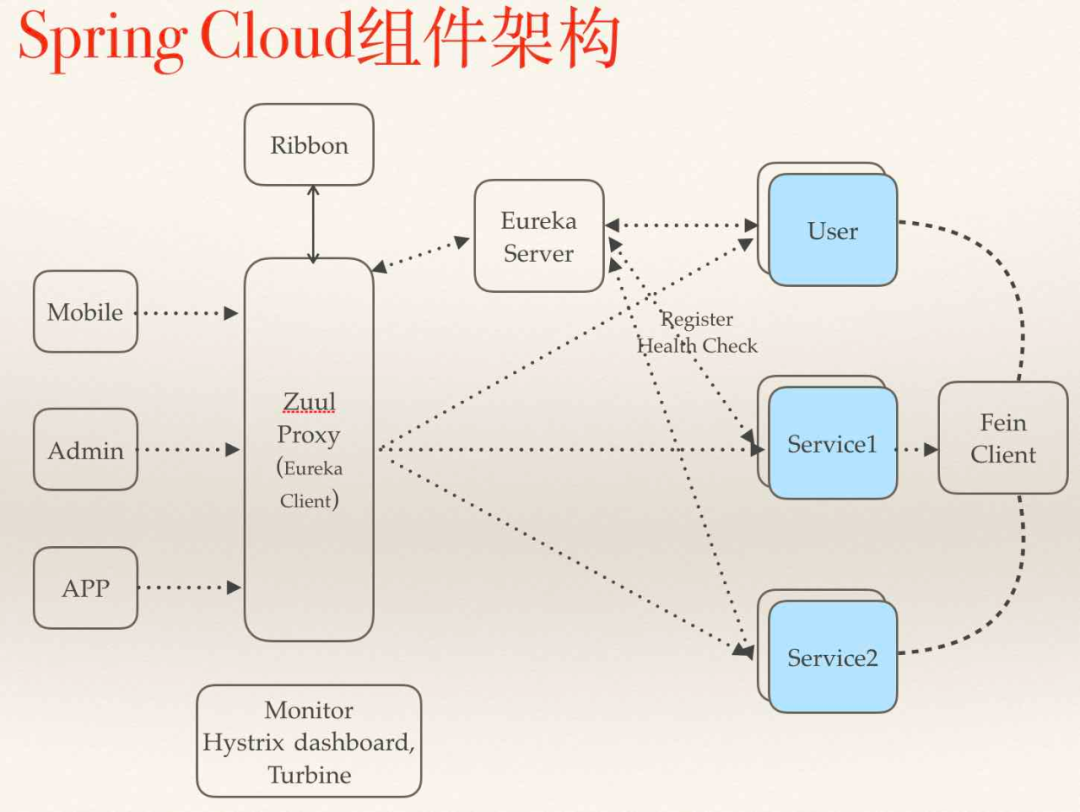 Spring Cloud组件架构
Ribbon
Eureka
Server
User
Mobile
Register
Health Check
Zuul
Proxy
(Eureka
Client)
Admin
Service1
Fein
Client
APP
Service2
Monitor
Hystrix dashboard,
Turbine